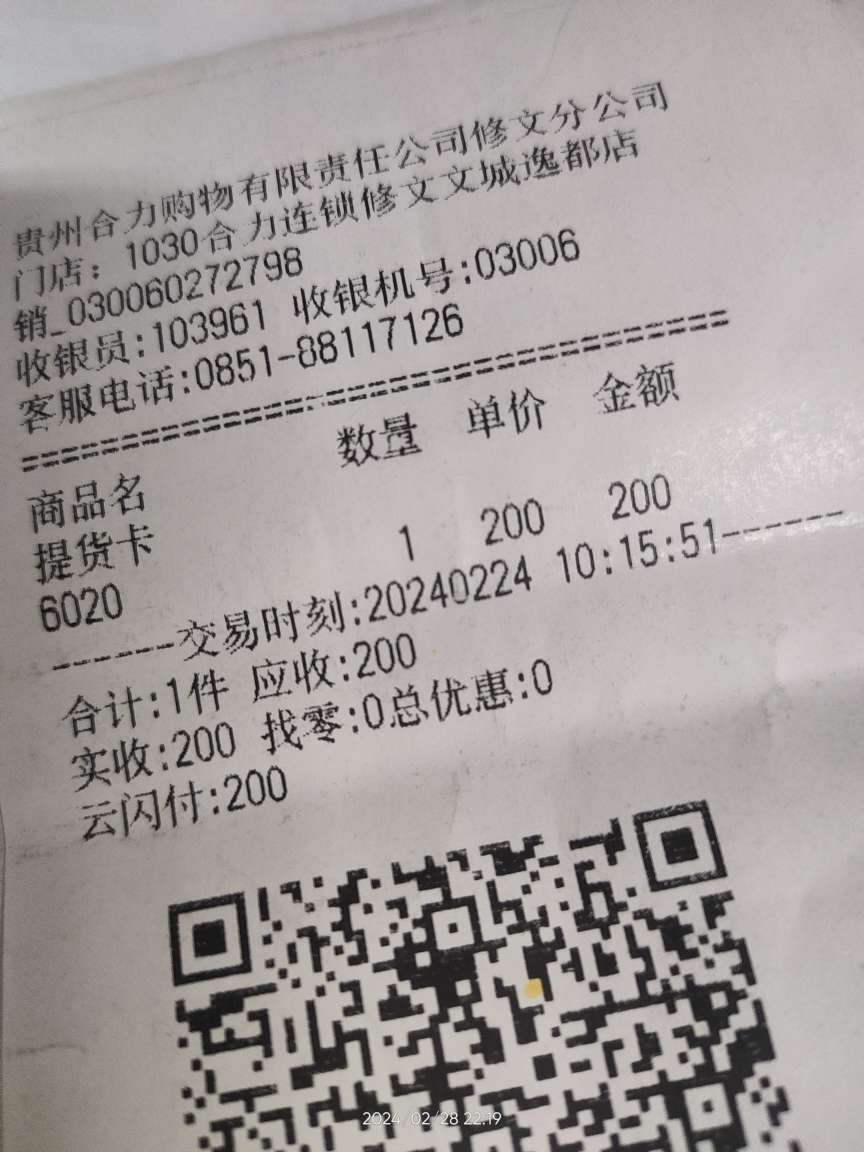 贵州合力购物有限责任公司修文分公司
门店：1030合力连锁修文文城逸都店
销_030060272798
收银员:103961 收银机号:03006
客服电话:0851-88117126
================================================
商品名 数量 单价 金额
提货卡
6020 1 200 200
------交易时刻:20240224 10:15:51------
合计:1件 应收:200
实收:200 找零:0总优惠:0
云闪付:200
2024/02/28 22:19